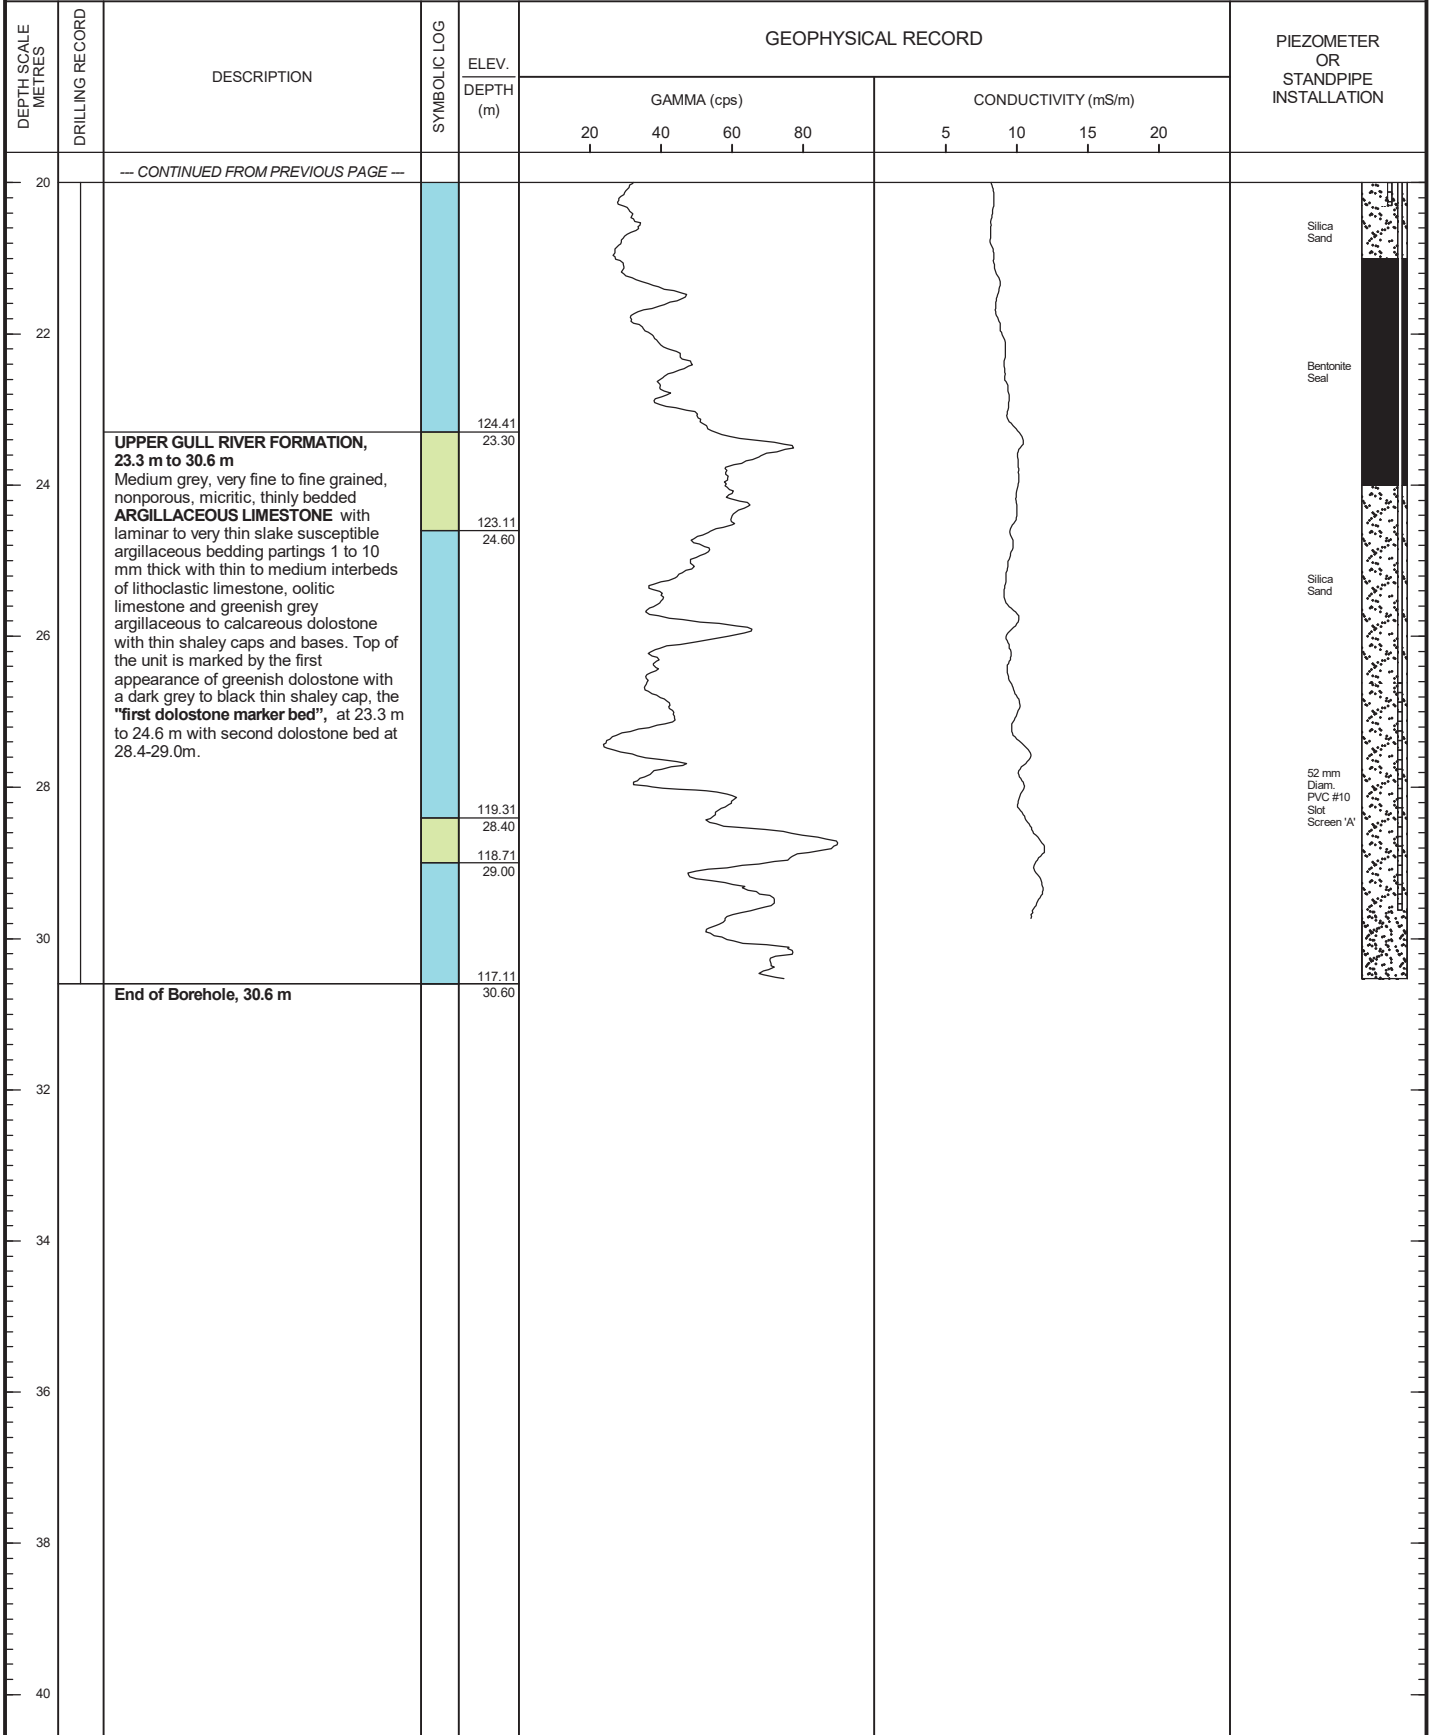 DEPTH SCALE
METRES
DRILLING RECORD
DESCRIPTION
SYMBOLIC LOG
ELEV.
DEPTH
(m)
GEOPHYSICAL RECORD
GAMMA (cps)
20 40 60 80
CONDUCTIVITY (mS/m)
5 10 15 20
PIEZOMETER
OR
STANDPIPE
INSTALLATION
--- CONTINUED FROM PREVIOUS PAGE ---
20
22
24
26
28
30
32
34
36
38
40
UPPER GULL RIVER FORMATION,
23.3 m to 30.6 m
Medium grey, very fine to fine grained,
nonporous, micritic, thinly bedded
ARGILLACEOUS LIMESTONE with
laminar to very thin slake susceptible
argillaceous bedding partings 1 to 10
mm thick with thin to medium interbeds
of lithoclastic limestone, oolitic
limestone and greenish grey
argillaceous to calcareous dolostone
with thin shaley caps and bases. Top of
the unit is marked by the first
appearance of greenish dolostone with
a dark grey to black thin shaley cap, the
"first dolostone marker bed”, at 23.3 m
to 24.6 m with second dolostone bed at
28.4-29.0m.
End of Borehole, 30.6 m
124.41
23.30
123.11
24.60
119.31
28.40
118.71
29.00
117.11
30.60
Silica
Sand
Bentonite
Seal
Silica
Sand
52 mm
Diam.
PVC #10
Slot
Screen 'A'